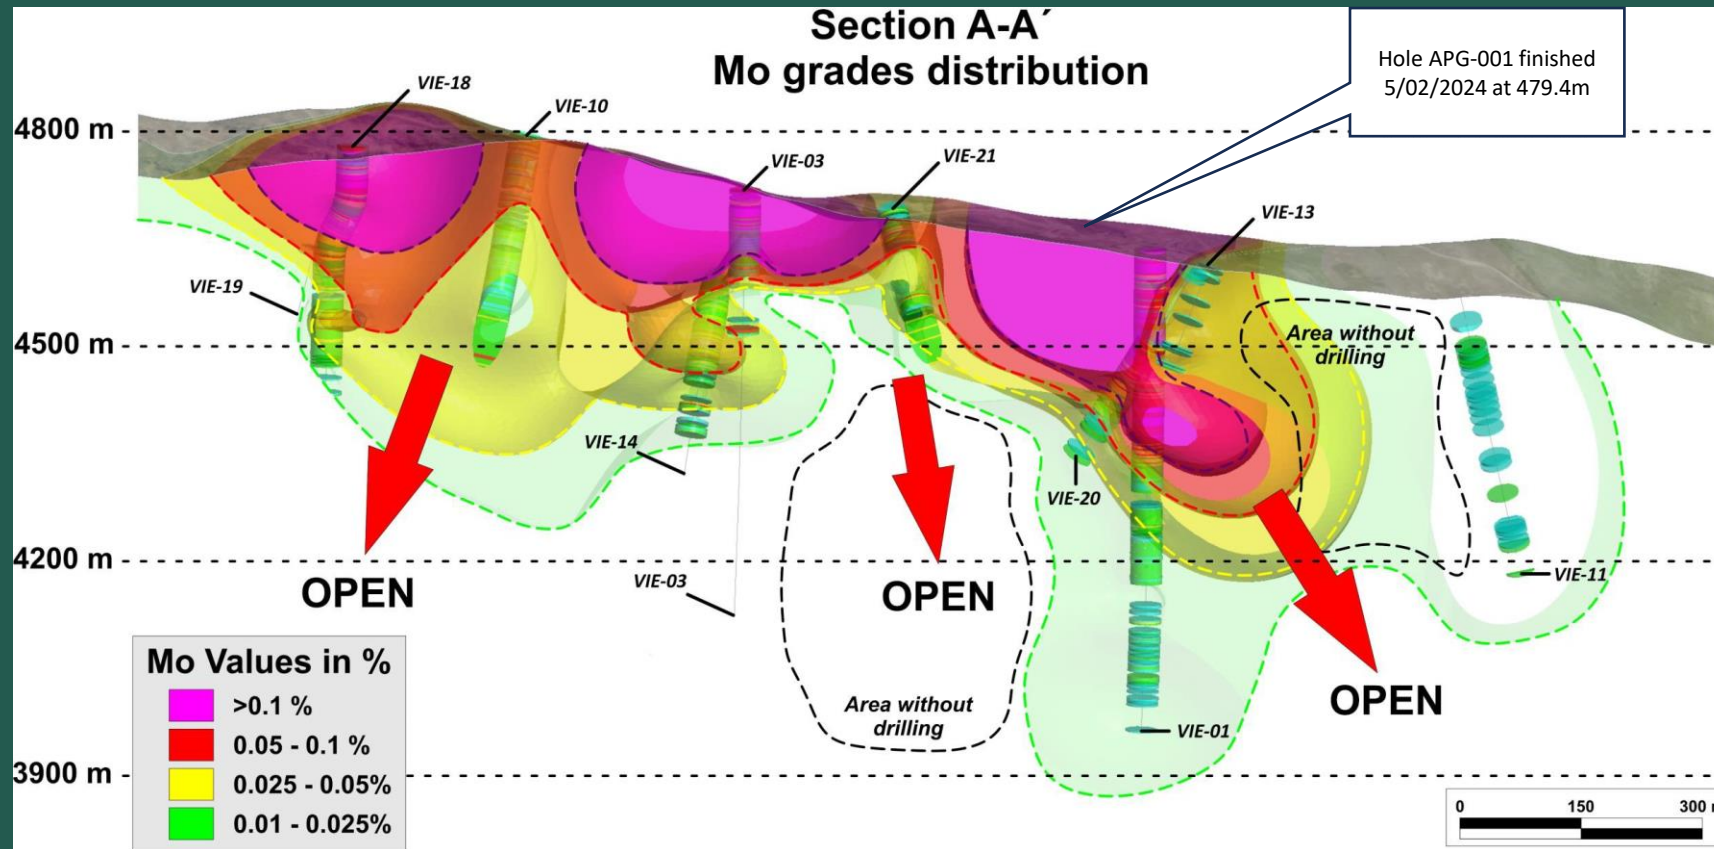 Section A-A´
Mo grades distribution
Hole APG-001 finished
5/02/2024 at 479.4m
VIE-18
VIE-10
4800 m
VIE-03
VIE-21
VIE-13
VIE-19
4500 m
Area without
drilling
VIE-14
VIE-20
4200 m
OPEN
VIE-03
OPEN
VIE-11
OPEN
Area without
drilling
VIE-01
3900 m
Mo Values in %
>0.1 %
0.05 - 0.1 %
0.025 - 0.05%
0.01 - 0.025%
0 150 300